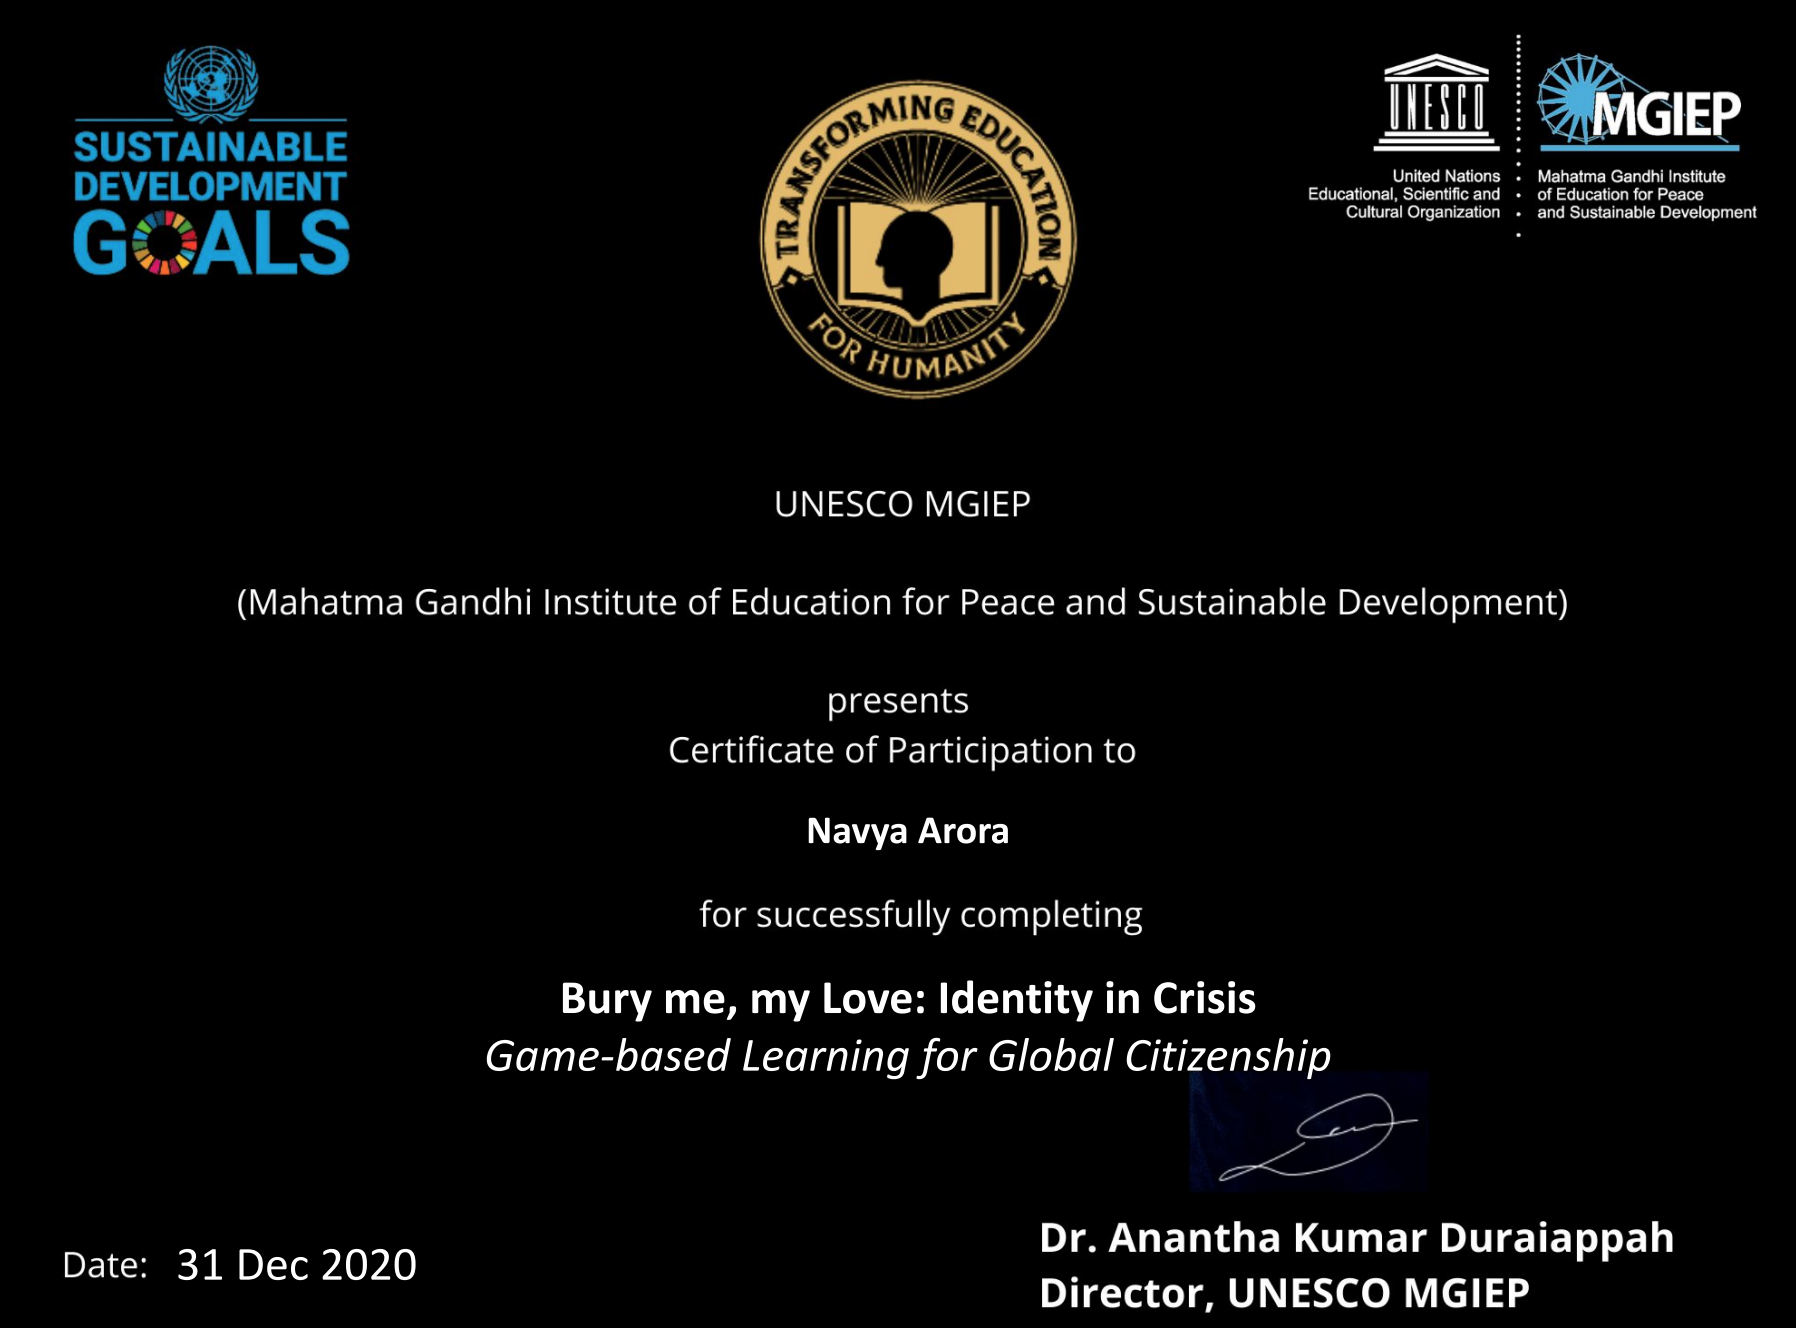 SUSTAINABLE
DEVELOPMENT
GOALS
TRANSFORMING EDUCATION
FOR HUMANITY
UNESCO
United Nations
Educational, Scientific and
Cultural Organization
MGIEP
Mahatma Gandhi Institute
of Education for Peace
and Sustainable Development
UNESCO MGIEP
(Mahatma Gandhi Institute of Education for Peace and Sustainable Development)
presents
Certificate of Participation to
Navya Arora
for successfully completing
Bury me, my Love: Identity in Crisis
Game-based Learning for Global Citizenship
Date: 31 Dec 2020
Dr. Anantha Kumar Duraiappah
Director, UNESCO MGIEP